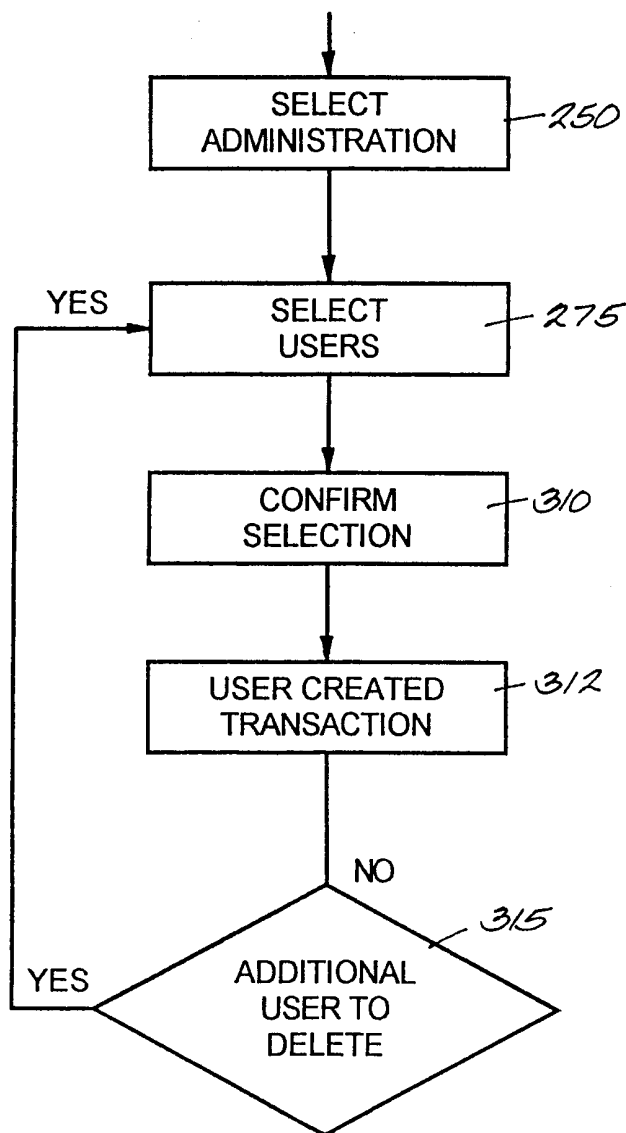 SELECT
ADMINISTRATION
250
YES
SELECT
USERS
275
CONFIRM
SELECTION
310
USER CREATED
TRANSACTION
312
NO
315
YES
ADDITIONAL
USER TO
DELETE